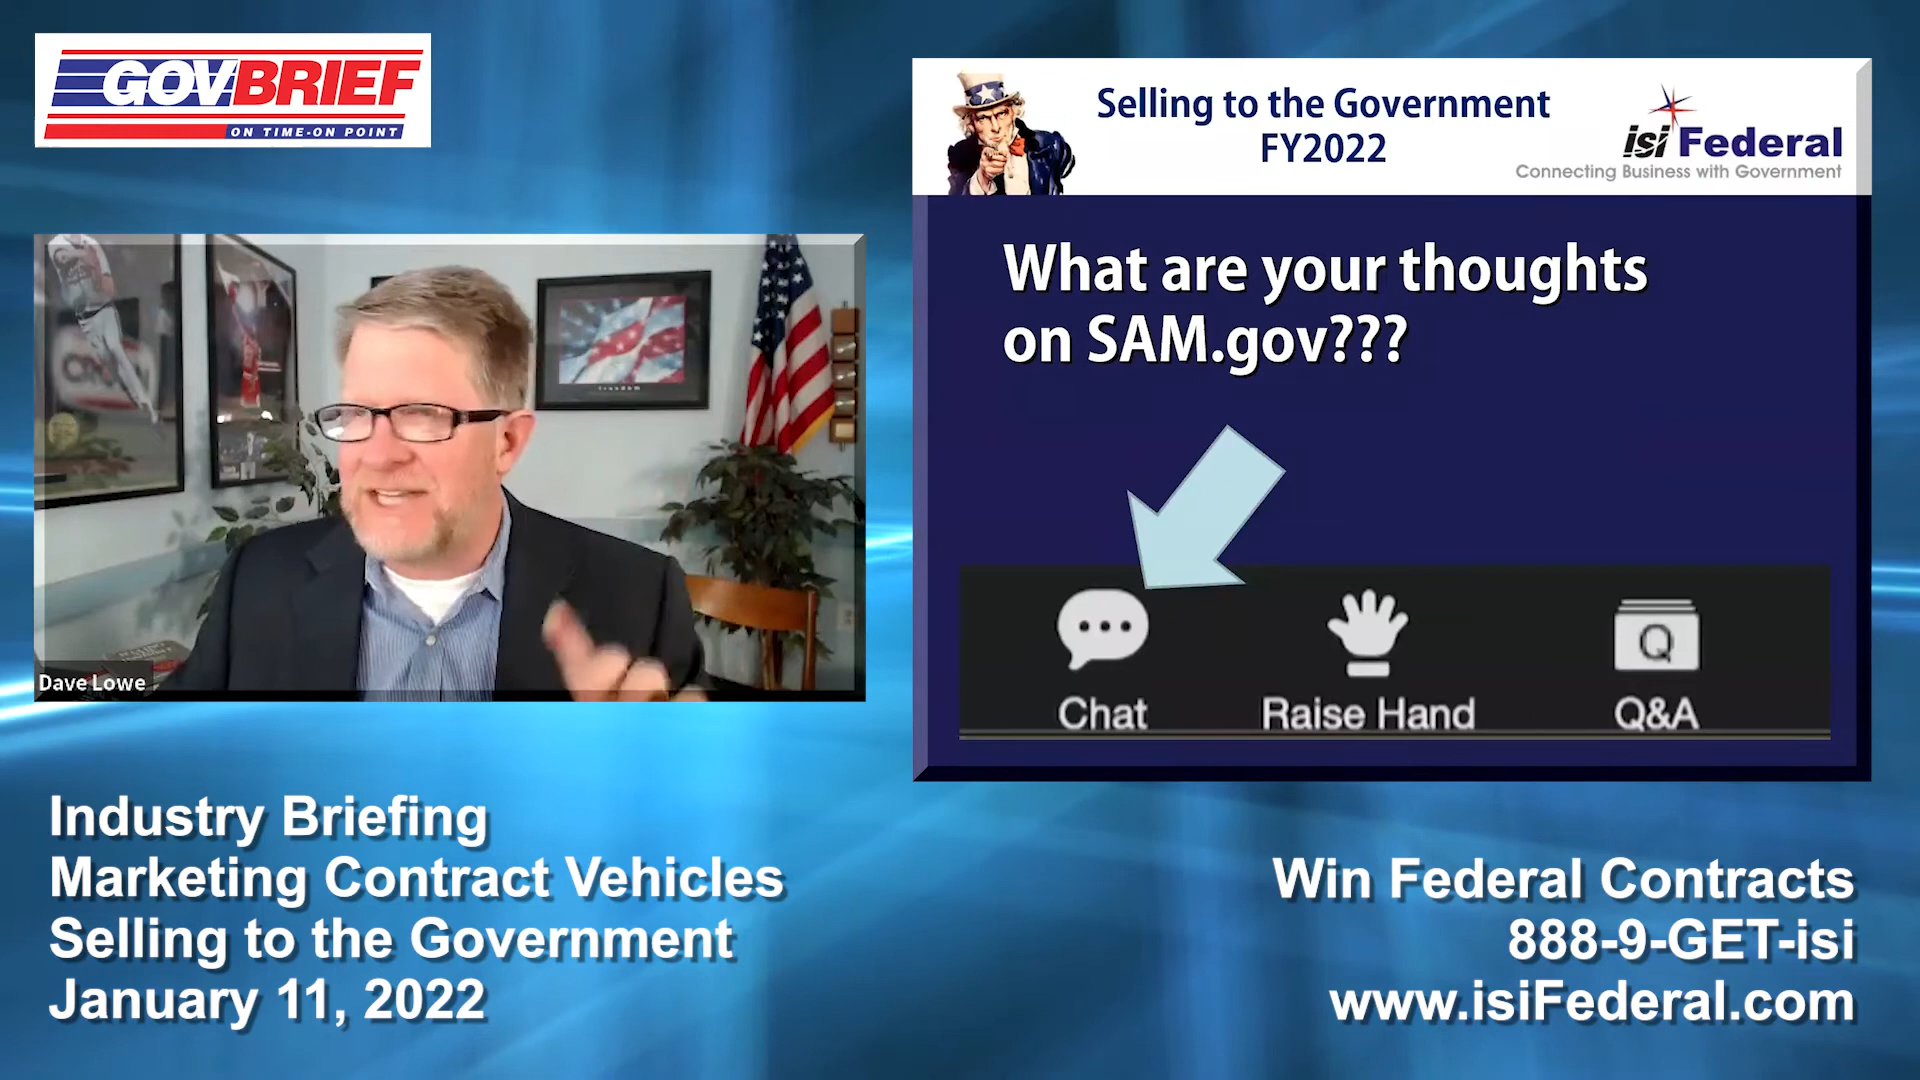 GOVBRIEF
ON TIME-ON POINT
Selling to the Government
FY2022
isi Federal
Connecting Business with Government
What are your thoughts
on SAM.gov???
Chat
Raise Hand
Q
Q&A
freedom
Dave Lowe
Industry Briefing
Marketing Contract Vehicles
Selling to the Government
January 11, 2022
Win Federal Contracts
888-9-GET-isi
www.isiFederal.com